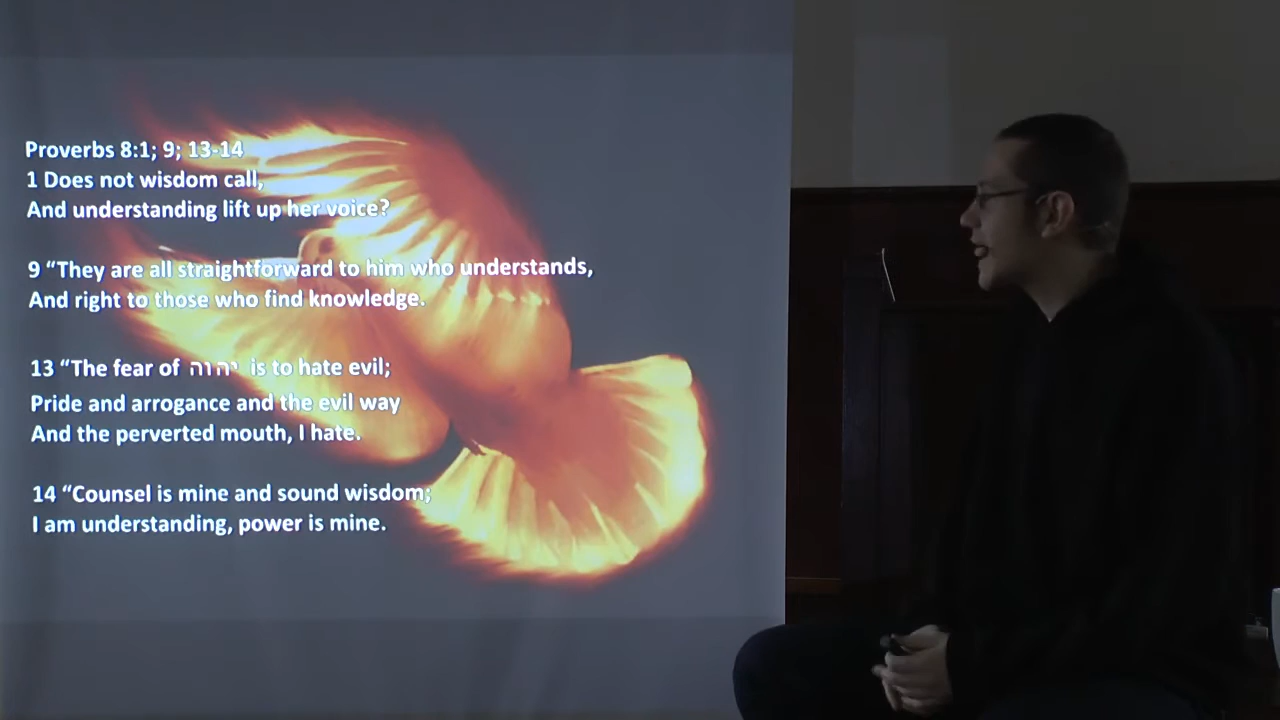 Proverbs 8:1; 9; 13-14
1 Does not wisdom call,
And understanding lift up her voice?
9 “They are all straightforward to him who understands,
And right to those who find knowledge.
13 “The fear of יהוה is to hate evil;
Pride and arrogance and the evil way
And the perverted mouth, I hate.
14 “Counsel is mine and sound wisdom;
I am understanding, power is mine.